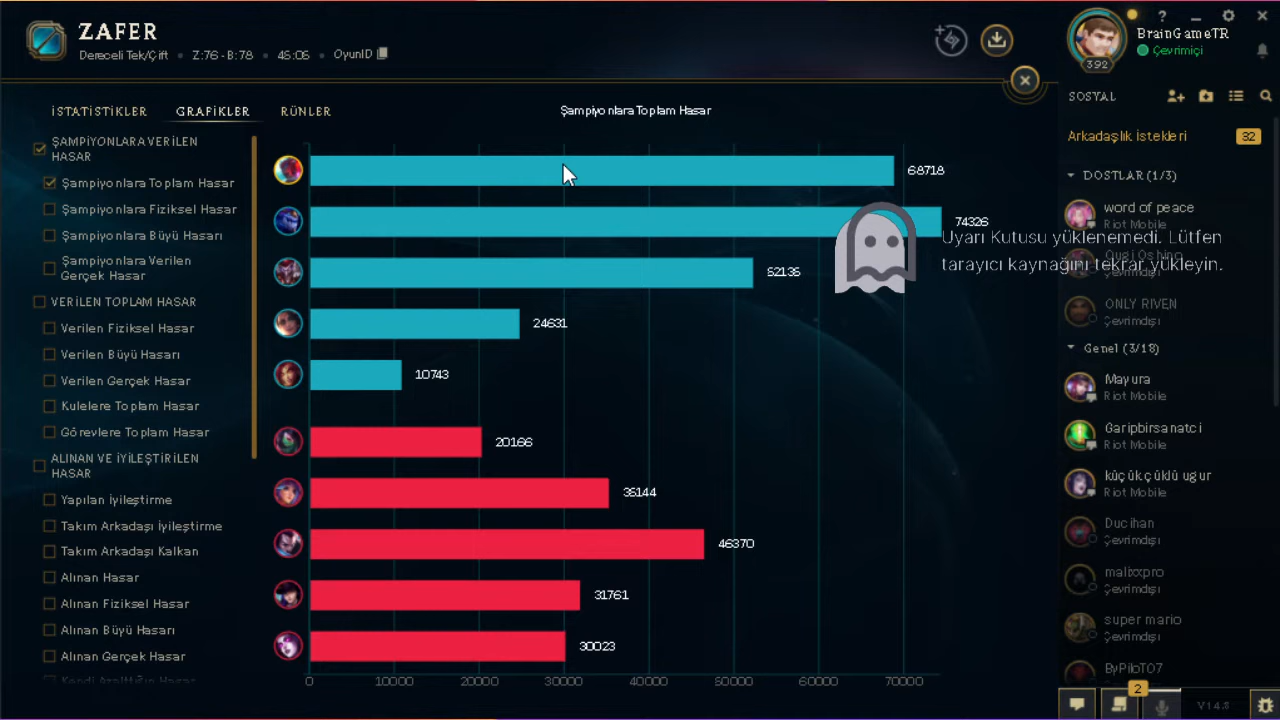 ZAFER
Dereceli Tek/Çift • Z:76 - B:78 • 45:06 • OyunID
BrainGameTR
Çevrimiçi
392
SOSYAL
Arkadaşlık İstekleri 32
DOSTLAR (1/3)
word of peace
Riot Mobile
Çevrimdışı
ONLY RIVEN
Çevrimdışı
Genel (3/18)
Mayura
Riot Mobile
Garipbirsanatci
Riot Mobile
küçükçüklü ugur
Riot Mobile
Ducihan
Çevrimdışı
malixxpro
Çevrimdışı
super mario
Çevrimdışı
ByPiloT07
2
V14.8
Uyarı Kutusu yüklenemedi. Lütfen
tarayıcı kaynağını tekrar yükleyin.
İSTATİSTİKLER GRAFİKLER RÜNLER
Şampiyonlara Toplam Hasar
ŞAMPİYONLARA VERİLEN
HASAR
Şampiyonlara Toplam Hasar
Şampiyonlara Fiziksel Hasar
Şampiyonlara Büyü Hasarı
Şampiyonlara Verilen
Gerçek Hasar
VERİLEN TOPLAM HASAR
Verilen Fiziksel Hasar
Verilen Büyü Hasarı
Verilen Gerçek Hasar
Kulelere Toplam Hasar
Görevlere Toplam Hasar
ALINAN VE İYİLEŞTİRİLEN
HASAR
Yapılan İyileştirme
Takım Arkadaşı İyileştirme
Takım Arkadaşı Kalkan
Alınan Hasar
Alınan Fiziksel Hasar
Alınan Büyü Hasarı
Alınan Gerçek Hasar
68718
74326
52136
24631
10743
20166
35144
46370
31761
30023
0 10000 20000 30000 40000 50000 60000 70000